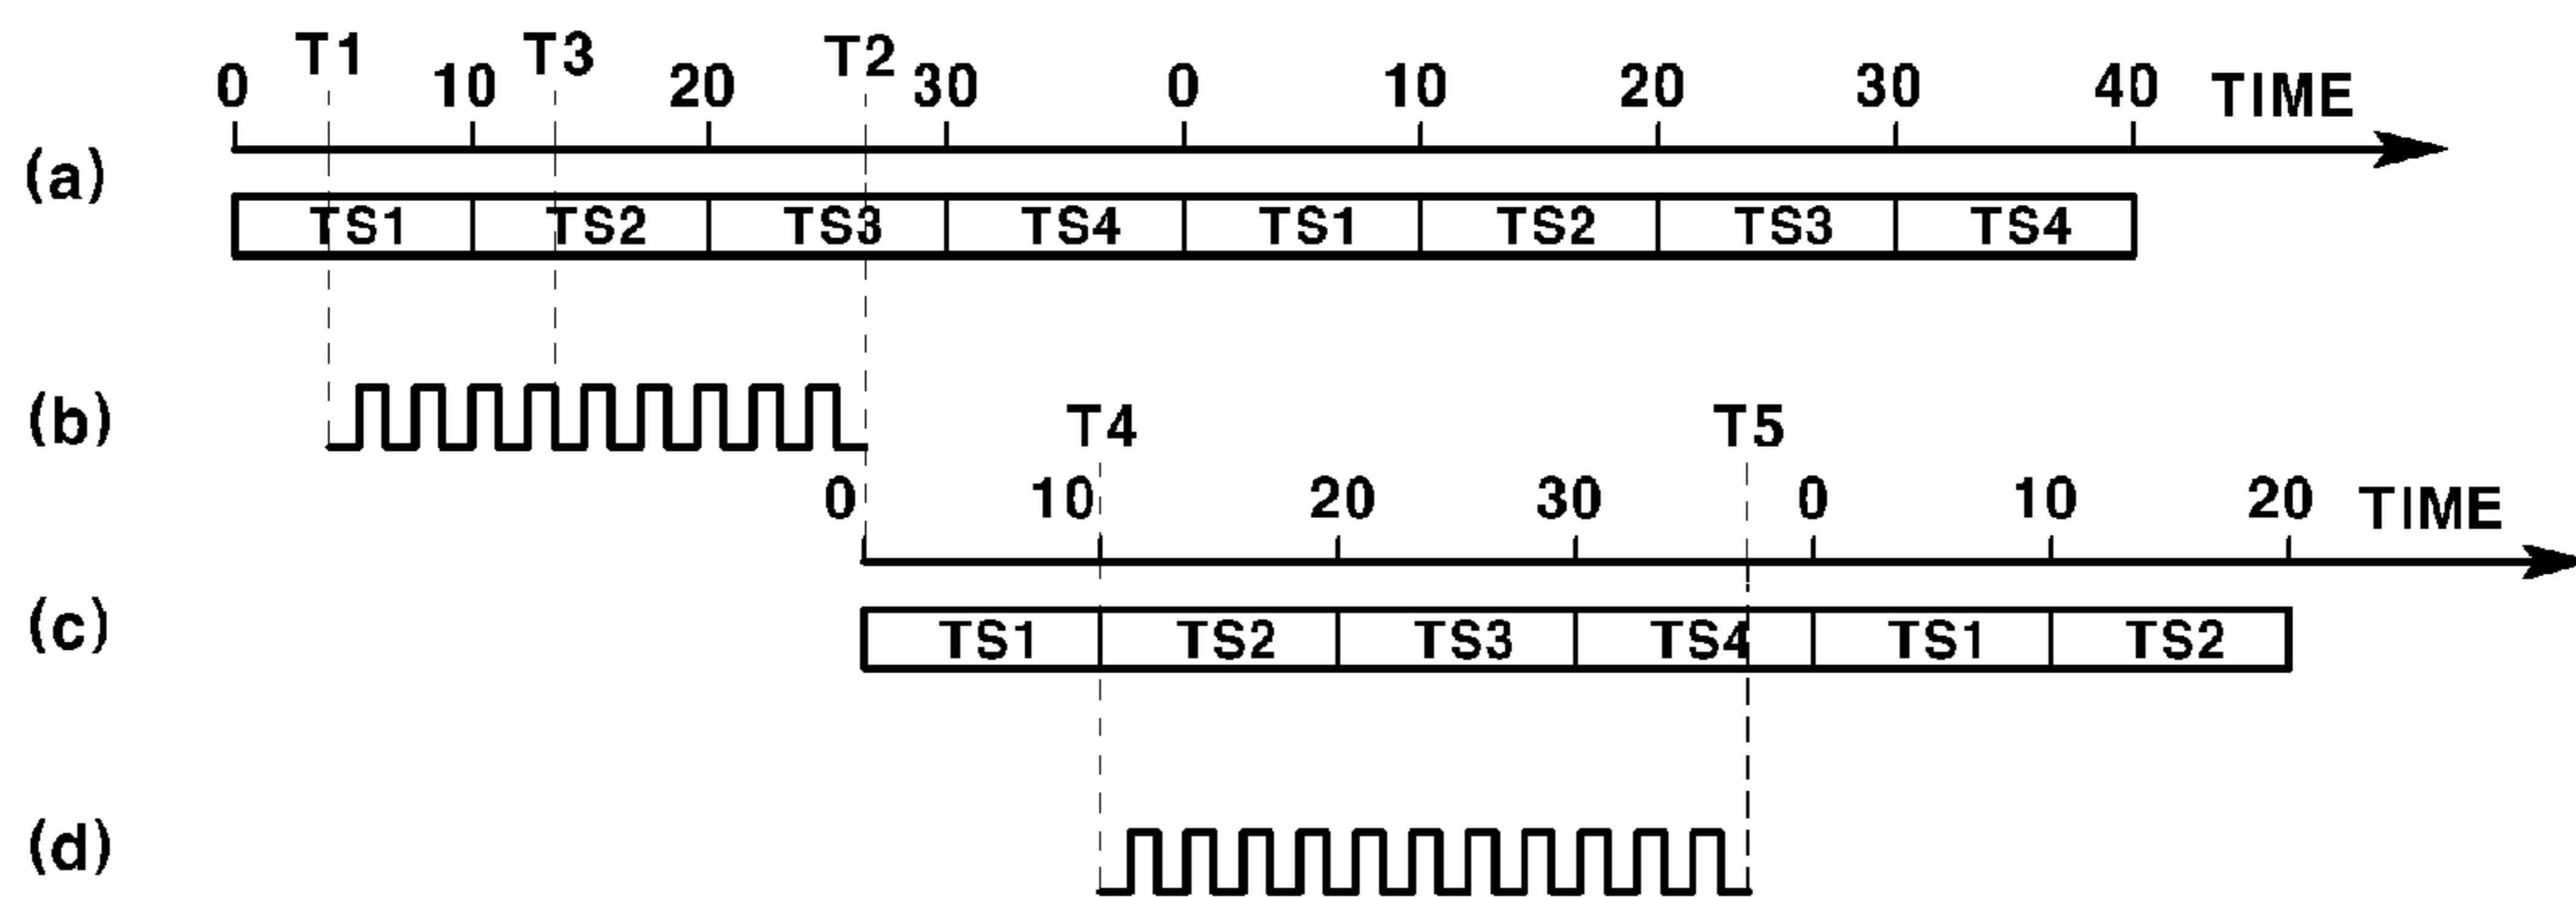 0 T1 10 T3 20 T2 30 0 10 20 30 40 TIME
(a)
TS1 TS2 TS3 TS4 TS1 TS2 TS3 TS4
(b)
T4 T5
0 10 20 30 0 10 20 TIME
(c)
TS1 TS2 TS3 TS4 TS1 TS2
(d)